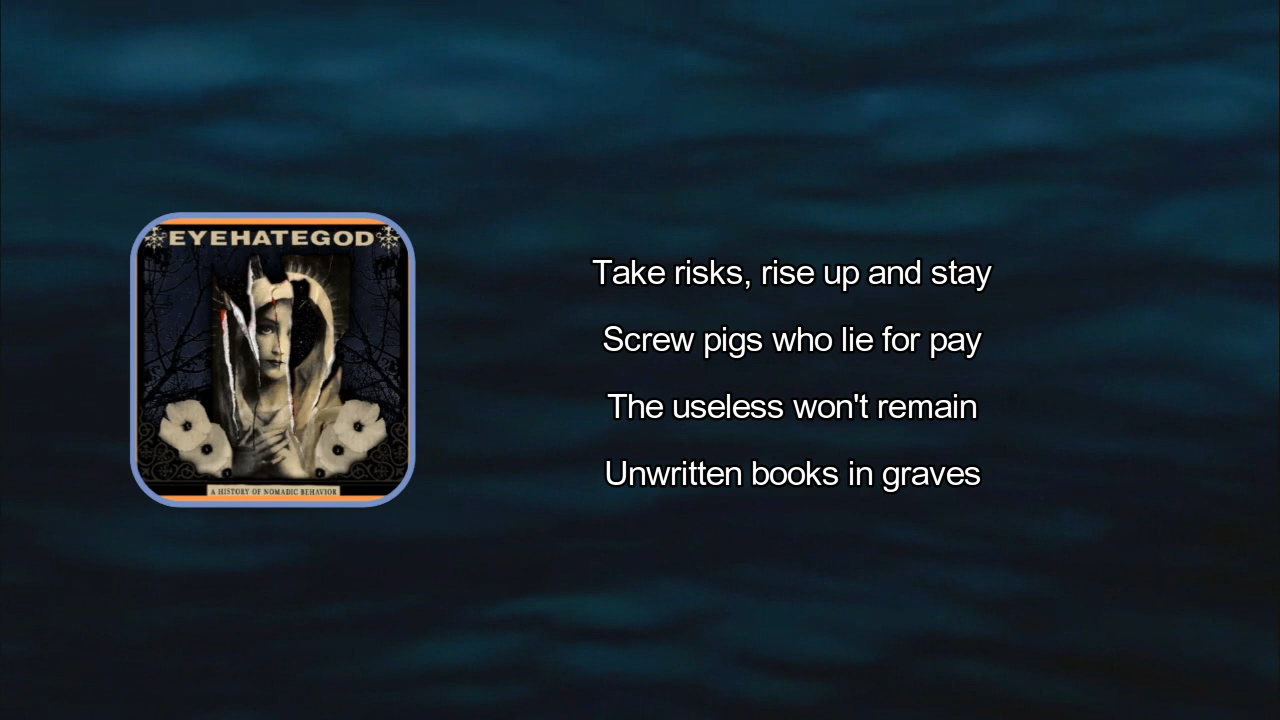 EYEHATEGOD
A HISTORY OF NOMADIC BEHAVIOR
Take risks, rise up and stay
Screw pigs who lie for pay
The useless won't remain
Unwritten books in graves